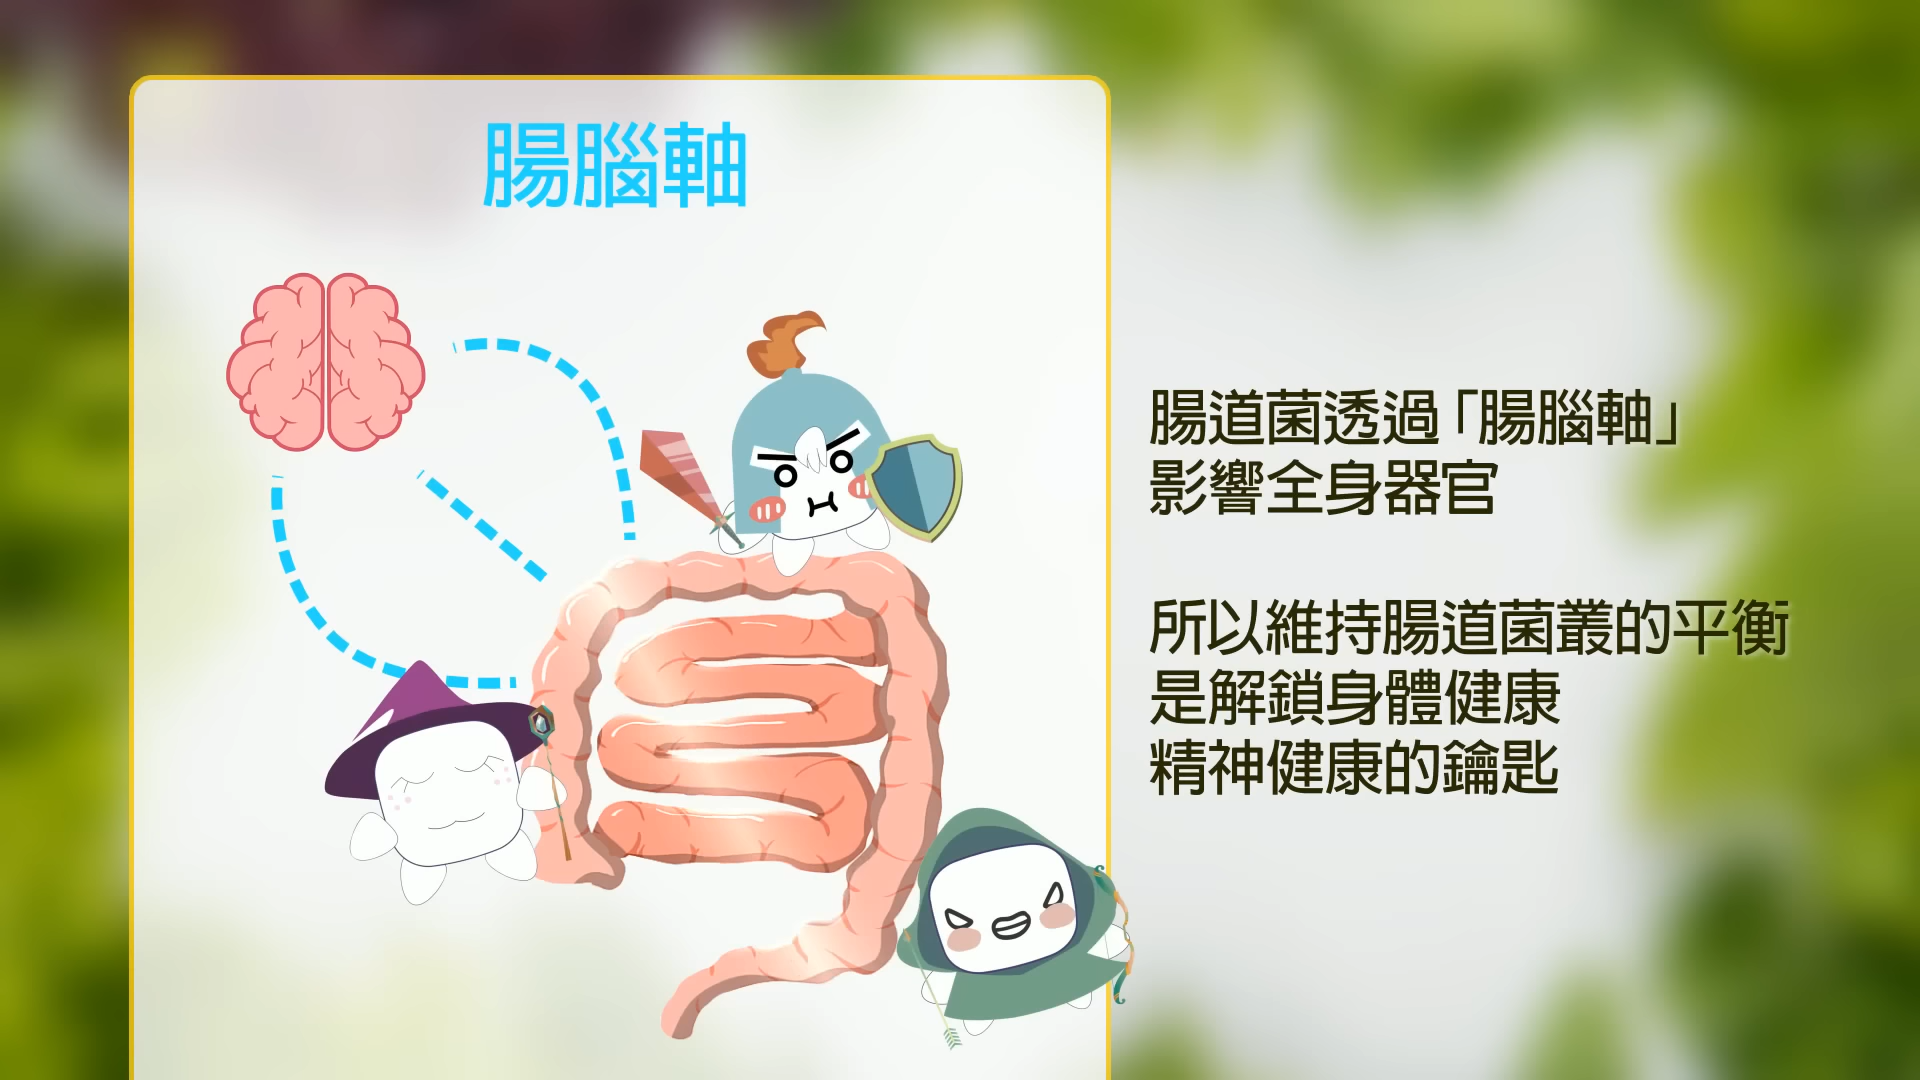 腸腦軸
腸道菌透過「腸腦軸」
影響全身器官
所以維持腸道菌叢的平衡
是解鎖身體健康
精神健康的鑰匙